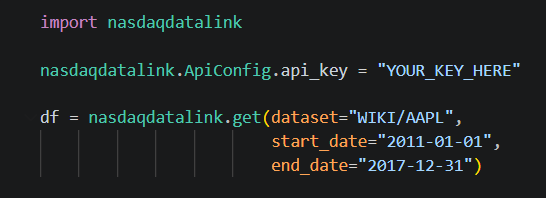 import nasdaqdatalink
nasdaqdatalink.ApiConfig.api_key = "YOUR_KEY_HERE"
df = nasdaqdatalink.get(dataset="WIKI/AAPL",
start_date="2011-01-01",
end_date="2017-12-31")